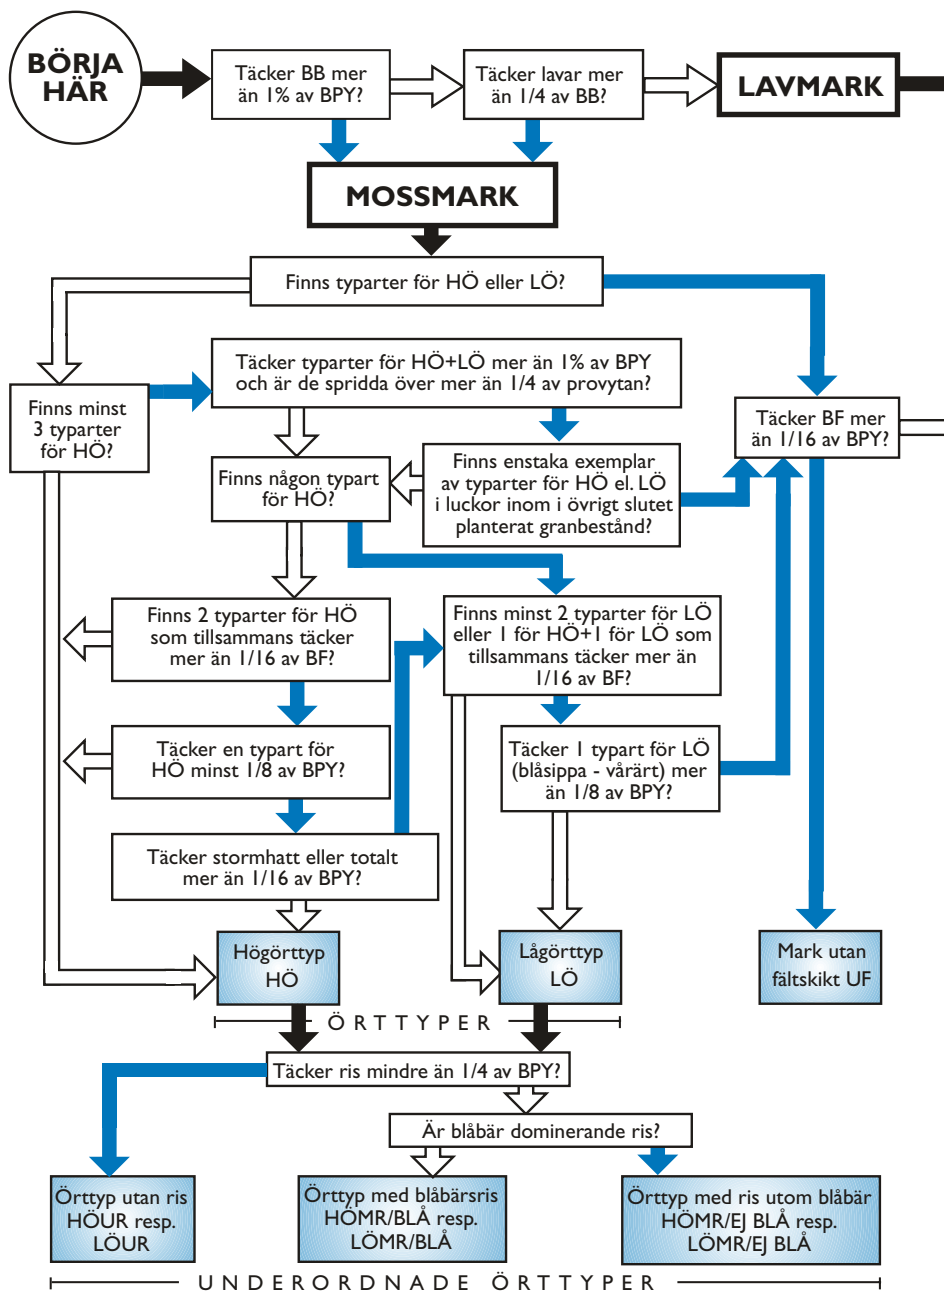 BÖRJA
HÄR
Täcker BB mer
än 1% av BPY?
Täcker lavar mer
än 1/4 av BB?
LAVMARK
MOSSMARK
Finns typarter för HÖ eller LÖ?
Täcker typarter för HÖ+LÖ mer än 1% av BPY
och är de spridda över mer än 1/4 av provytan?
Finns minst
3 typarter
för HÖ?
Täcker BF mer
än 1/16 av BPY?
Finns någon typart
för HÖ?
Finns enstaka exemplar
av typarter för HÖ el. LÖ
i luckor inom i övrigt slutet
planterat granbestånd?
Finns 2 typarter för HÖ
som tillsammans täcker
mer än 1/16 av BF?
Finns minst 2 typarter för LÖ
eller 1 för HÖ+1 för LÖ som
tillsammans täcker mer än
1/16 av BF?
Täcker en typart för
HÖ minst 1/8 av BPY?
Täcker 1 typart för LÖ
(blåsippa - vårärt) mer
än 1/8 av BPY?
Täcker stormhatt eller totalt
mer än 1/16 av BPY?
Högörttyp
HÖ
Lågörttyp
LÖ
Mark utan
fältskikt UF
ÖRTTYPER
Täcker ris mindre än 1/4 av BPY?
Är blåbär dominerande ris?
Örttyp utan ris
HÖUR resp.
LÖUR
Örttyp med blåbärsris
HÖMR/BLÅ resp.
LÖMR/BLÅ
Örttyp med ris utom blåbär
HÖMR/EJ BLÅ resp.
LÖMR/EJ BLÅ
UNDERORDNADE ÖRTTYPER